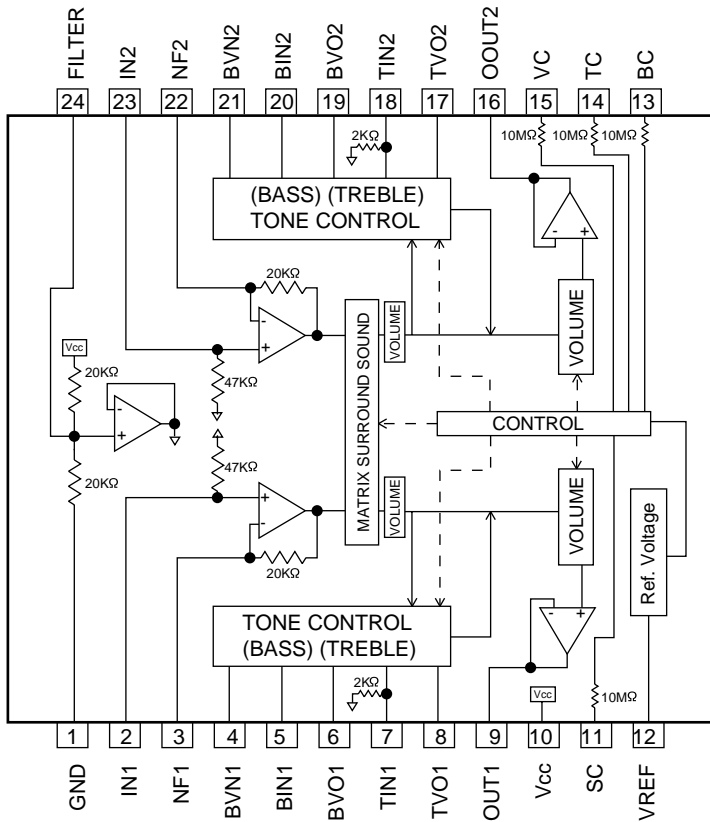 FILTER
IN2
NF2
BVN2
BIN2
BVO2
TIN2
TVO2
OOUT2
VC
TC
BC
24
23
22
21
20
19
18
17
16
15
14
13
2KΩ
10MΩ
10MΩ
10MΩ
(BASS) (TREBLE)
TONE CONTROL
-
+
20KΩ
-
+
VOLUME
VOLUME
MATRIX SURROUND SOUND
Vcc
20KΩ
47KΩ
-
+
CONTROL
20KΩ
47KΩ
+
-
20KΩ
VOLUME
VOLUME
Ref. Voltage
TONE CONTROL
(BASS) (TREBLE)
-
+
2KΩ
Vcc
10MΩ
1
2
3
4
5
6
7
8
9
10
11
12
GND
IN1
NF1
BVN1
BIN1
BVO1
TIN1
TVO1
OUT1
Vcc
SC
VREF